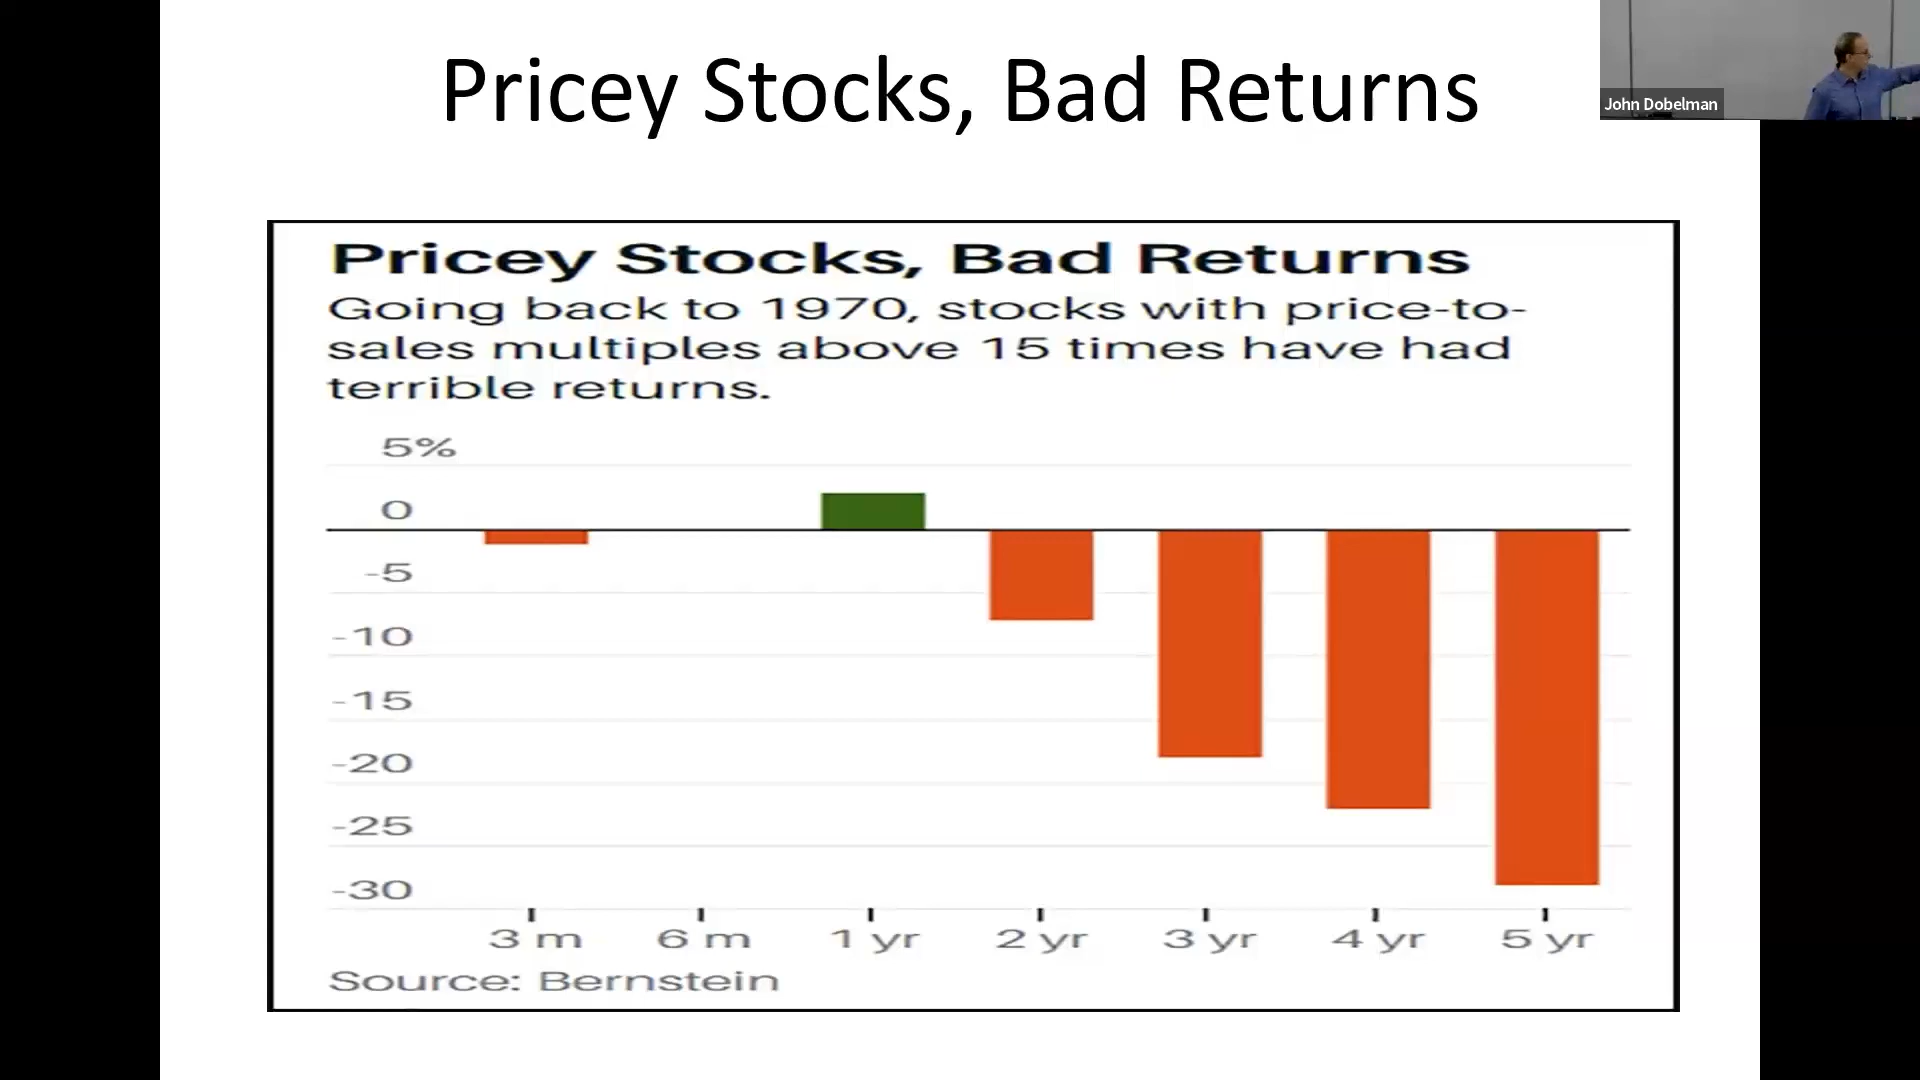 Pricey Stocks, Bad Returns
John Dobelman
Pricey Stocks, Bad Returns
Going back to 1970, stocks with price-to-
sales multiples above 15 times have had
terrible returns.
5%
0
-5
-10
-15
-20
-25
-30
3 m 6 m 1 yr 2 yr 3 yr 4 yr 5 yr
Source: Bernstein